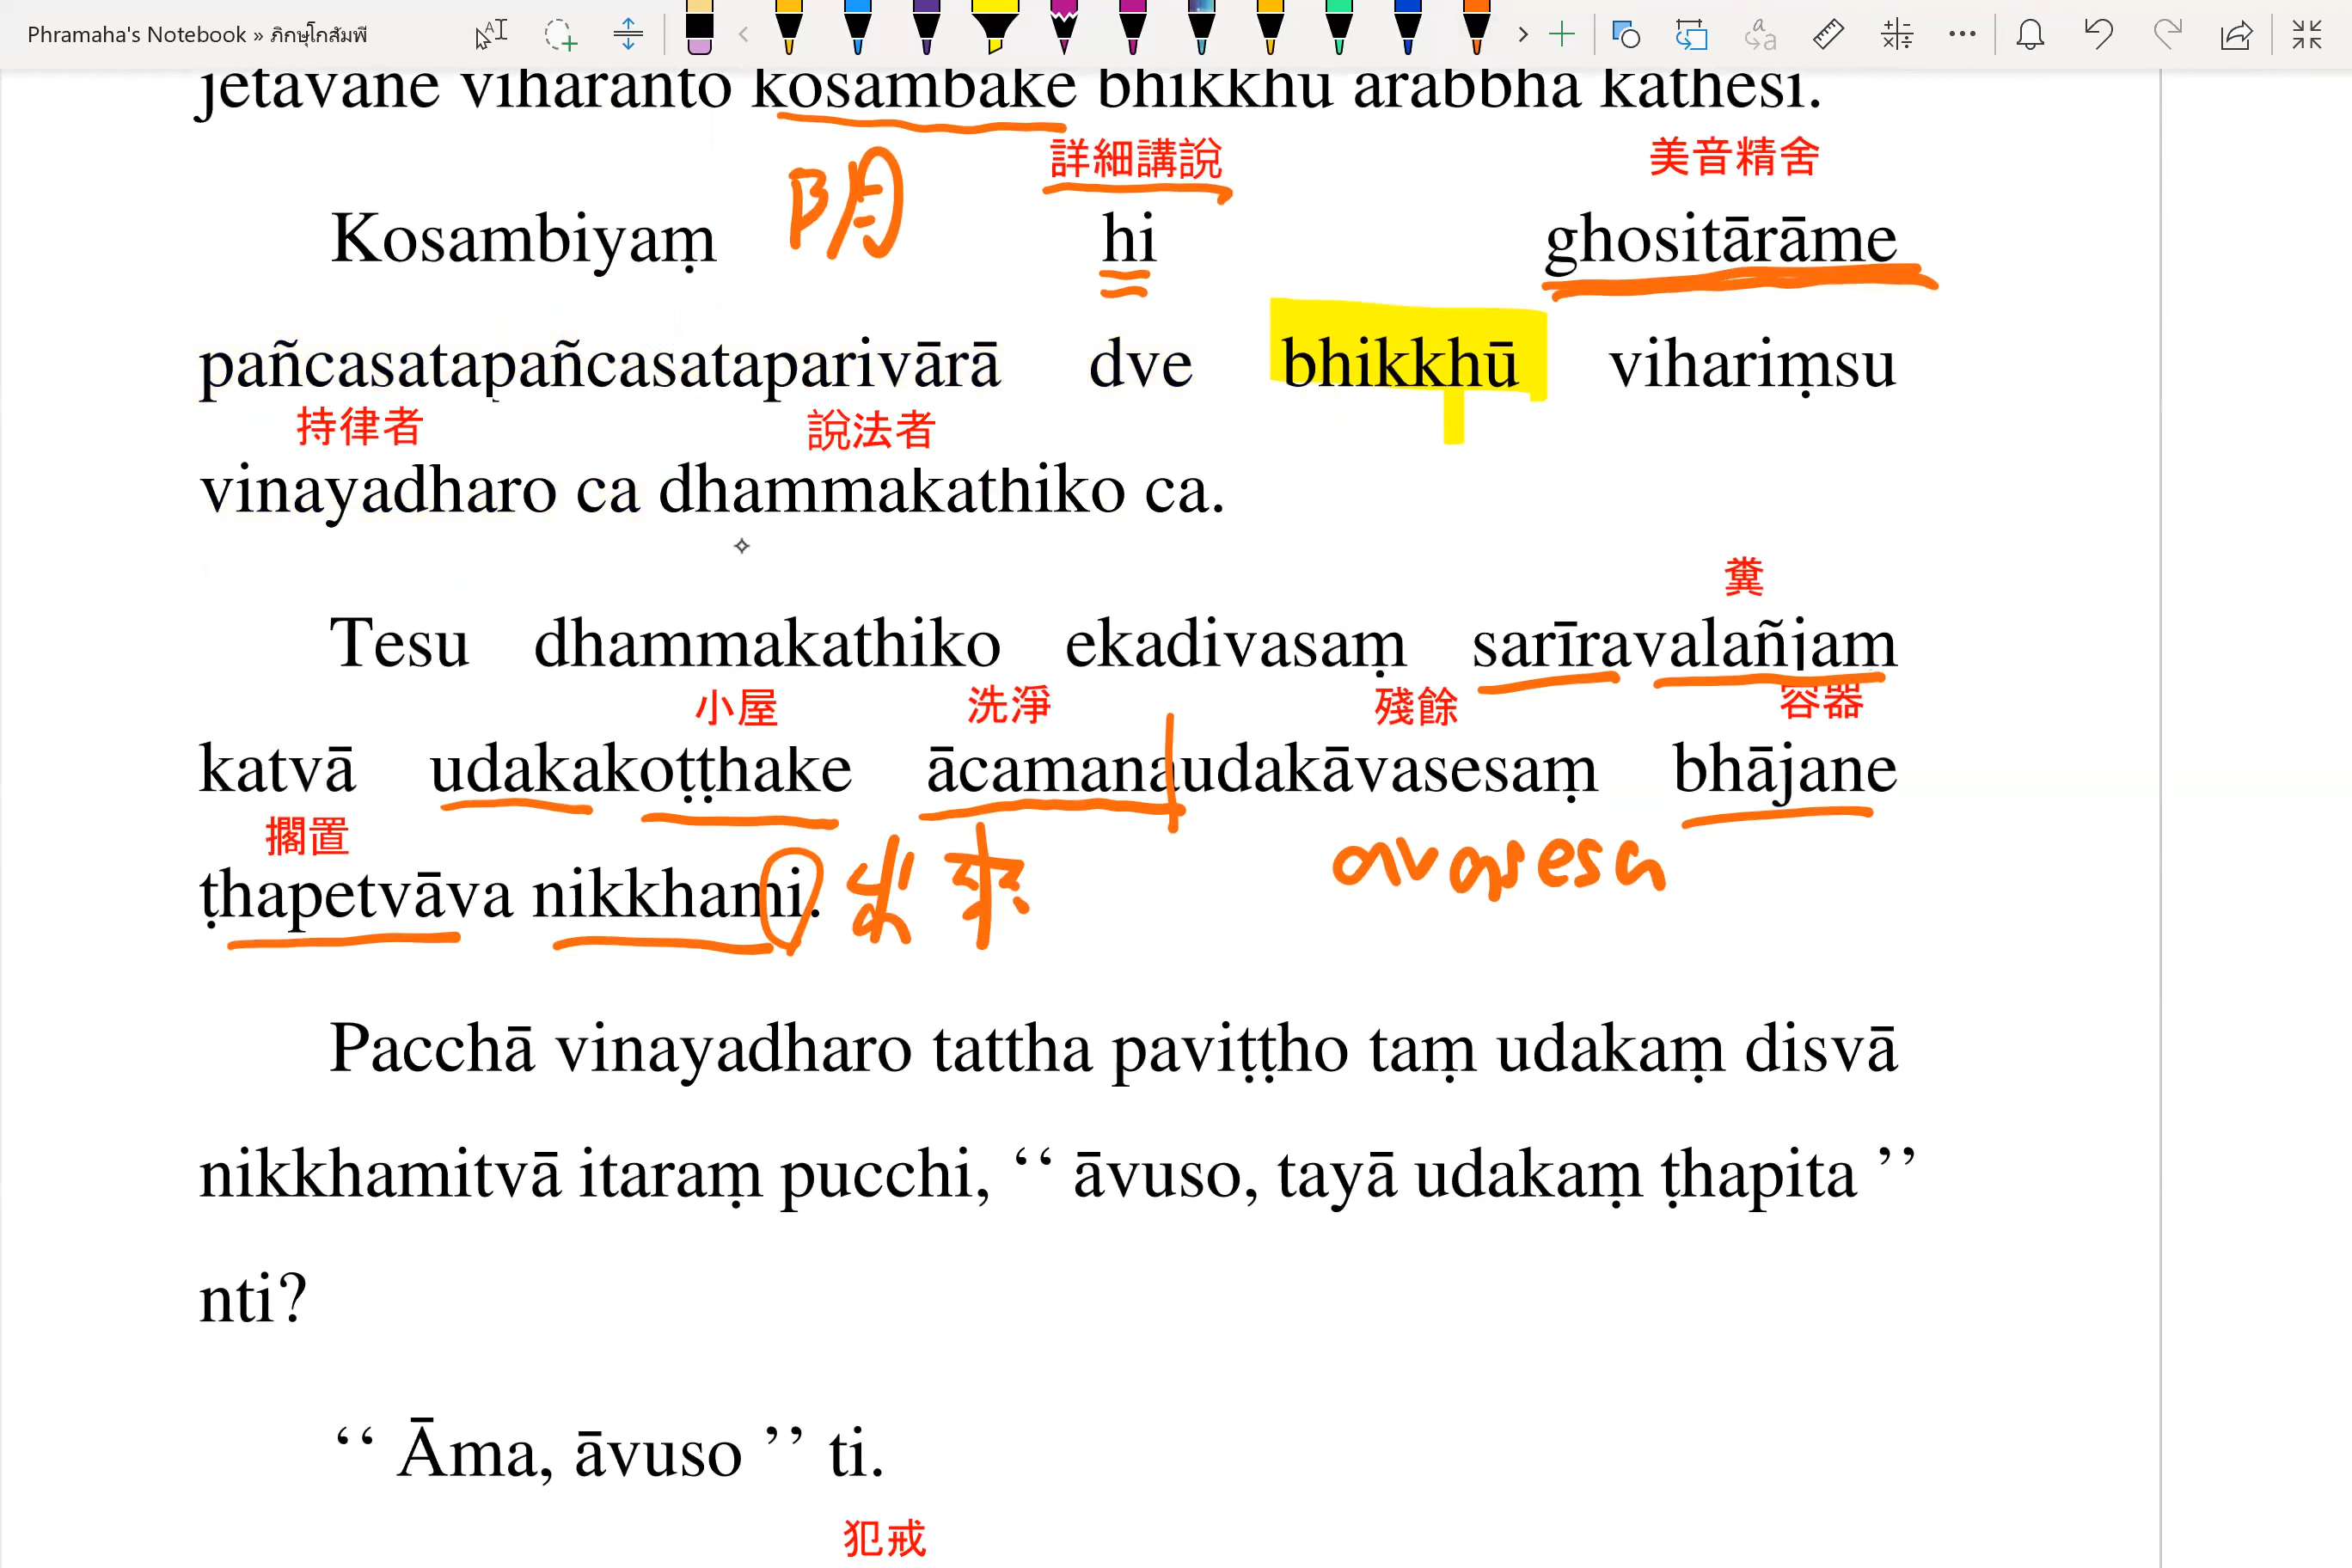 Phramaha's Notebook » ภิกษุโกสัมพี
jetavane viharanto kosambake bhikkhū ārabbha kathesi.
詳細講說 美音精舍
阴
Kosambiyaṃ hi ghositārāme
pañcasatapañcasataparivārā dve bhikkhū vihariṃsu
持律者 說法者
vinayadharo ca dhammakathiko ca.
糞
Tesu dhammakathiko ekadivasaṃ sarīravalañjaṃ
小屋 洗淨 殘餘 容器
katvā udakakoṭṭhake ācamanaudakāvasesaṃ bhājane
擱置
avasesa
ṭhapetvāva nikkhami. 出來
Pacchā vinayadharo tattha paviṭṭho taṃ udakaṃ disvā
nikkhamitvā itaraṃ pucchi, ‘‘ āvuso, tayā udakaṃ ṭhapita ’’
nti?
‘‘ Āma, āvuso ’’ ti.
犯戒